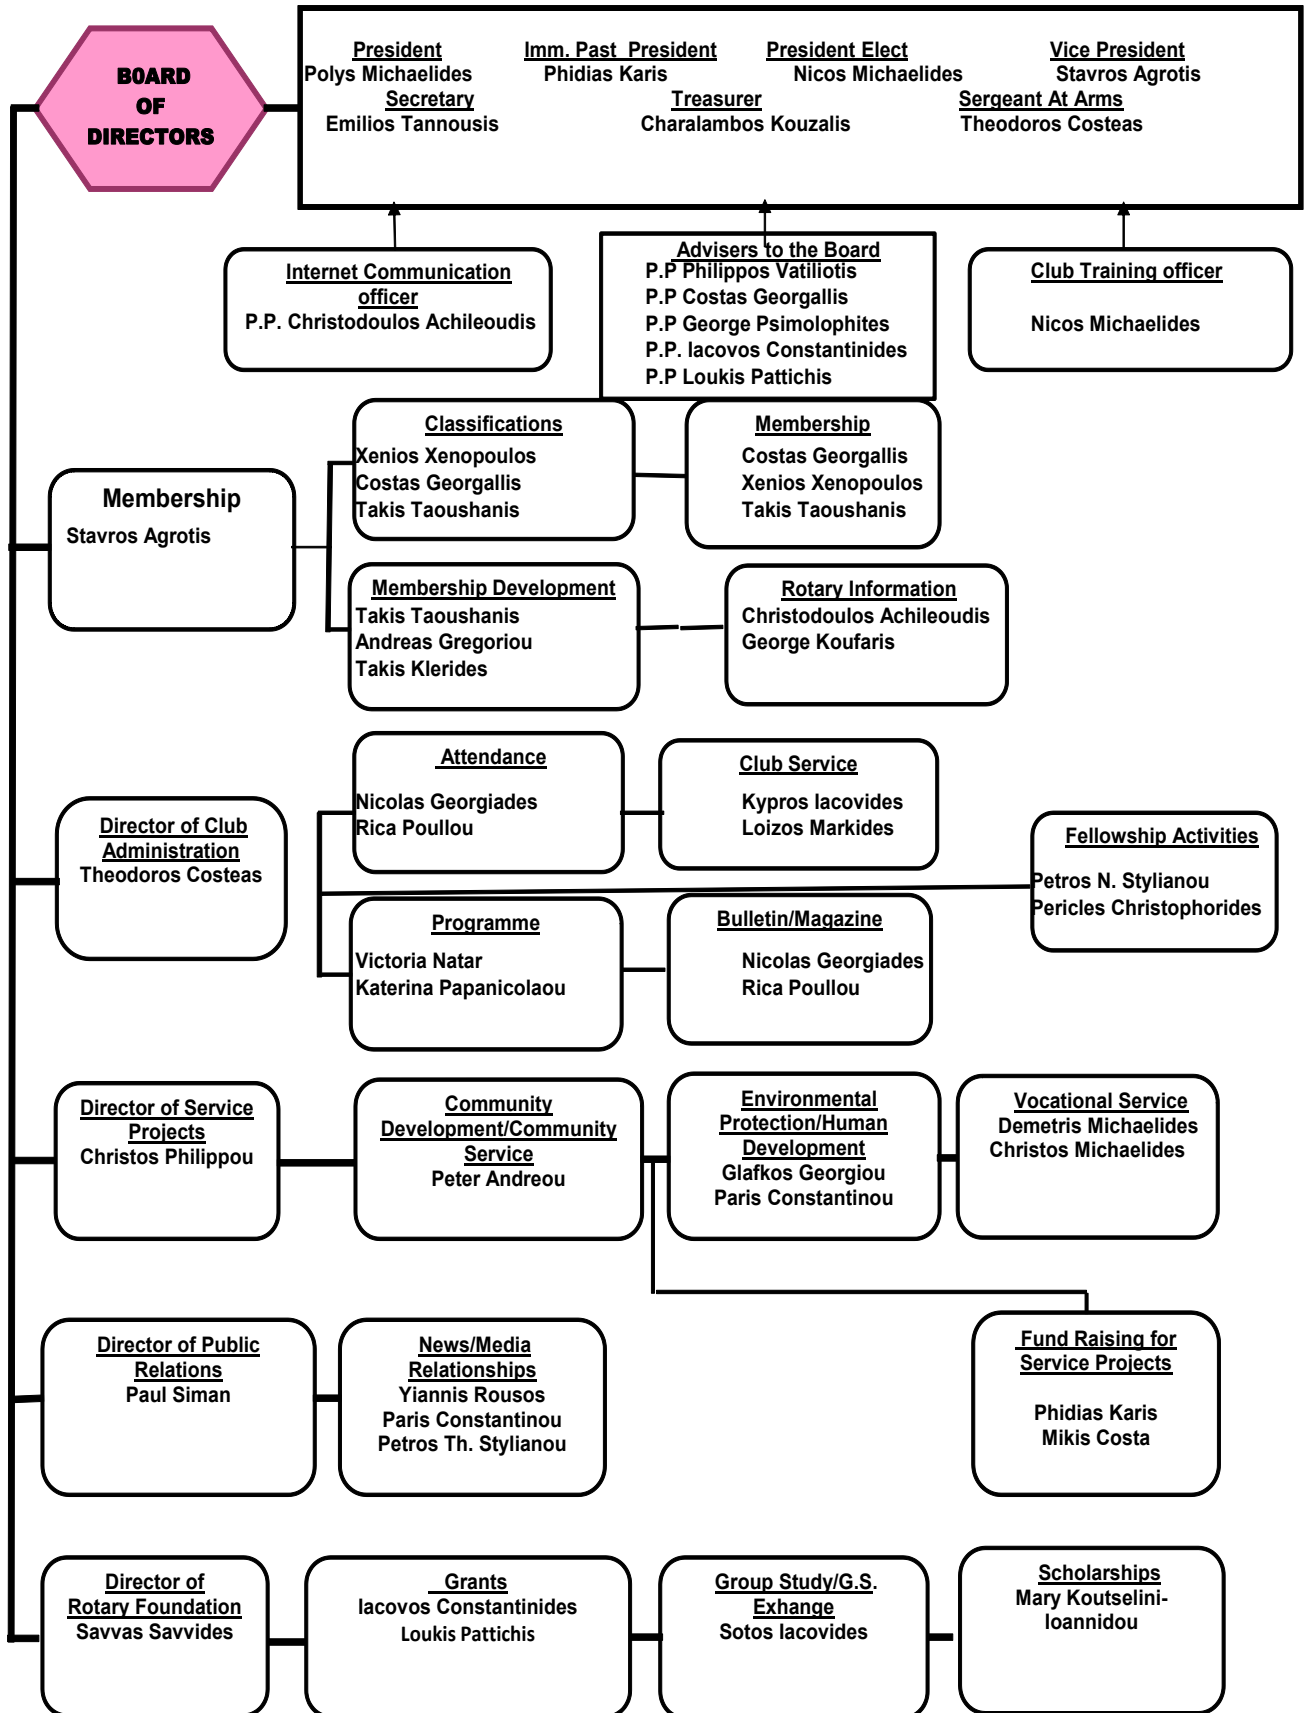 BOARD
OF
DIRECTORS
President
Imm. Past President
President Elect
Vice President
Polys Michaelides
Phidias Karis
Nicos Michaelides
Stavros Agrotis
Secretary
Treasurer
Sergeant At Arms
Emilios Tannousis
Charalambos Kouzalis
Theodoros Costeas
Internet Communication
officer
P.P. Christodoulos Achileoudis
Advisers to the Board
P.P Philippos Vatiliotis
P.P Costas Georgallis
P.P George Psimolophites
P.P. Iacovos Constantinides
P.P Loukis Pattichis
Club Training officer
Nicos Michaelides
Membership
Stavros Agrotis
Classifications
Xenios Xenopoulos
Costas Georgallis
Takis Taoushanis
Membership
Costas Georgallis
Xenios Xenopoulos
Takis Taoushanis
Membership Development
Takis Taoushanis
Andreas Gregoriou
Takis Klerides
Rotary Information
Christodoulos Achileoudis
George Koufaris
Director of Club
Administration
Theodoros Costeas
Attendance
Nicolas Georgiades
Rica Poullou
Club Service
Kypros Iacovides
Loizos Markides
Fellowship Activities
Petros N. Stylianou
Pericles Christophorides
Programme
Victoria Natar
Katerina Papanicolaou
Bulletin/Magazine
Nicolas Georgiades
Rica Poullou
Director of Service
Projects
Christos Philippou
Community
Development/Community
Service
Peter Andreou
Environmental
Protection/Human
Development
Glafkos Georgiou
Paris Constantinou
Vocational Service
Demetris Michaelides
Christos Michaelides
Fund Raising for
Service Projects
Phidias Karis
Mikis Costa
Director of Public
Relations
Paul Siman
News/Media
Relationships
Yiannis Rousos
Paris Constantinou
Petros Th. Stylianou
Director of
Rotary Foundation
Savvas Savvides
Grants
Iacovos Constantinides
Loukis Pattichis
Group Study/G.S.
Exhange
Sotos Iacovides
Scholarships
Mary Koutselini-
Ioannidou